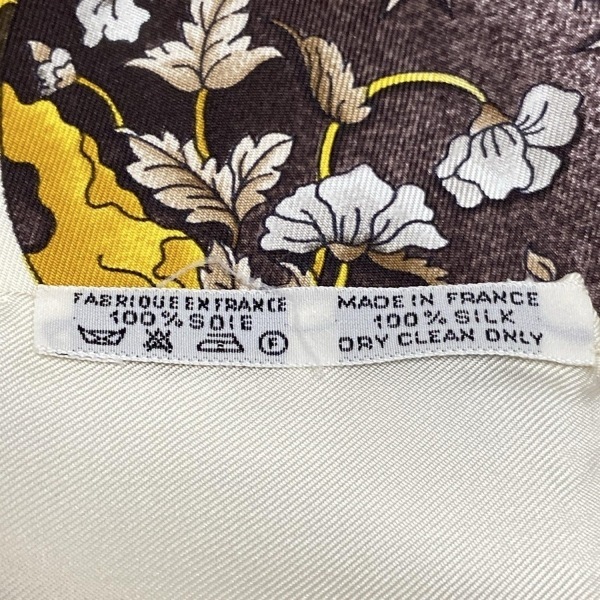 FABRIQUE EN FRANCE
100% SOIE
F
MADE IN FRANCE
100% SILK
DRY CLEAN ONLY